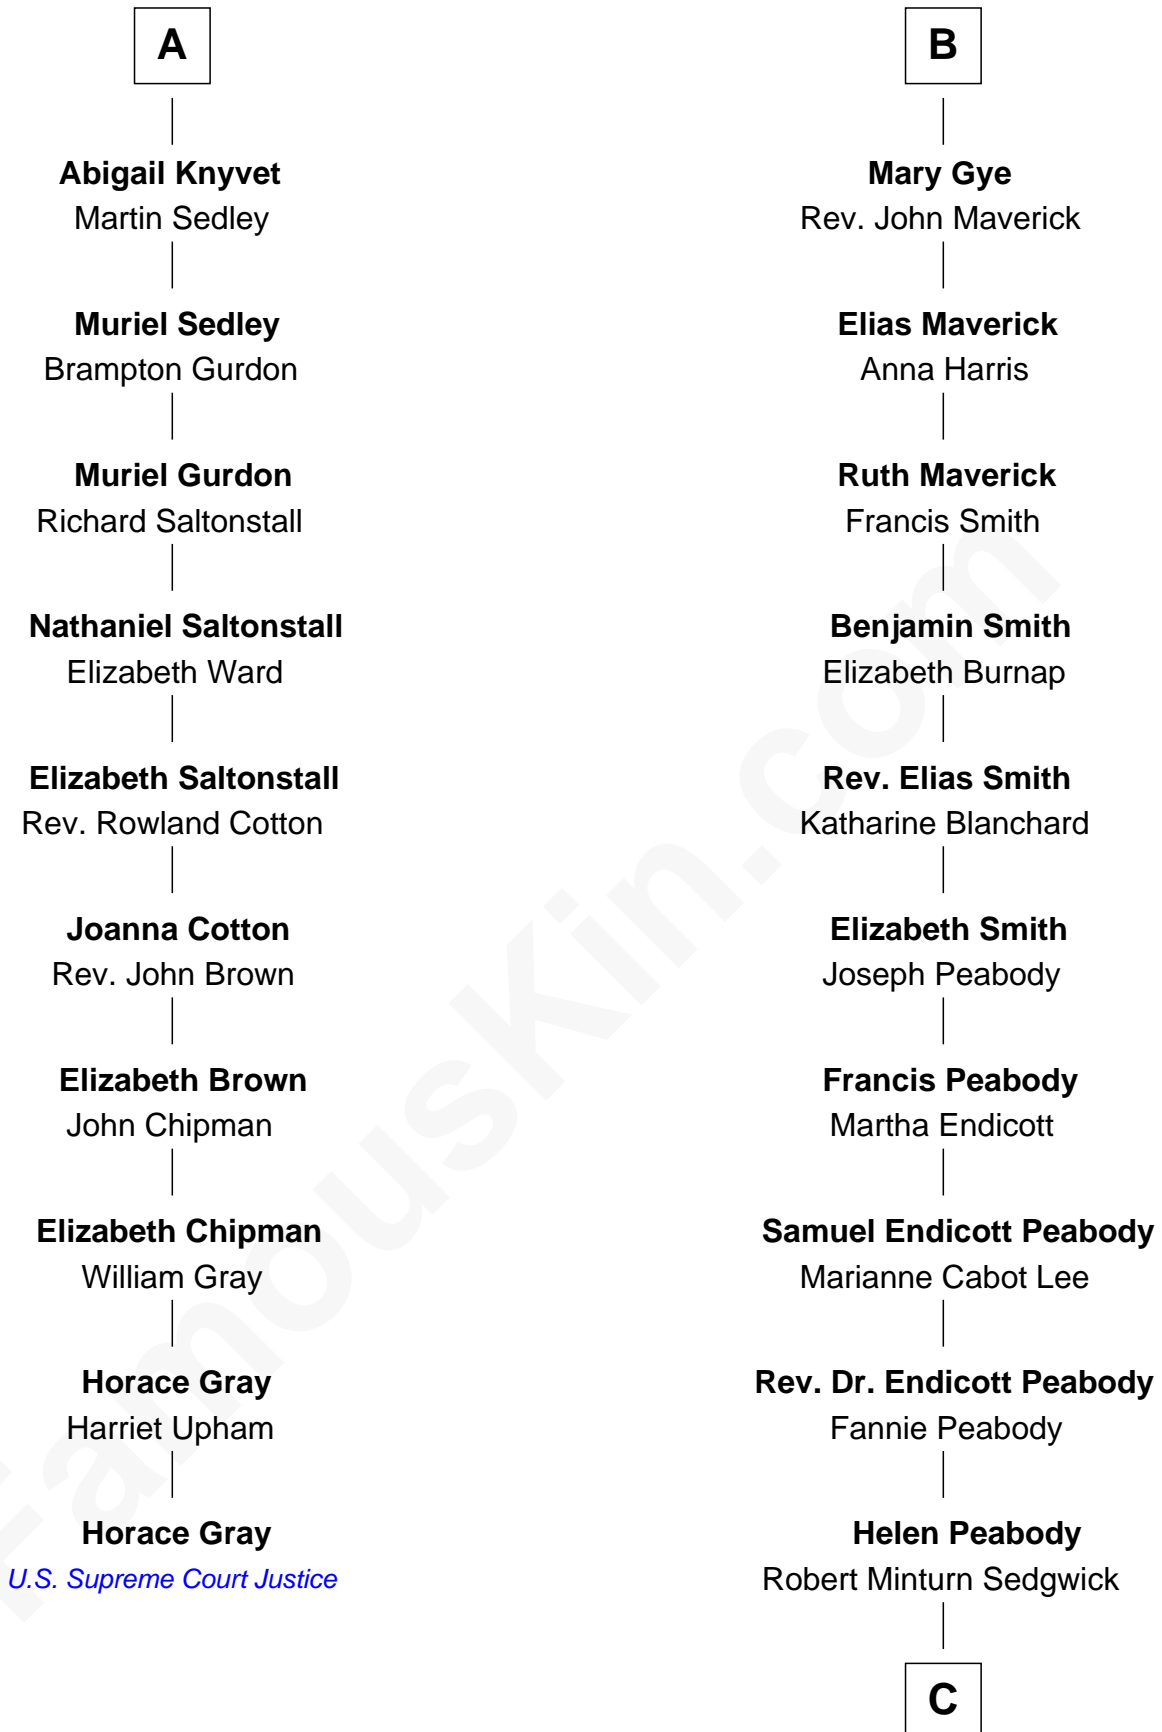 A
Abigail Knyvet
Martin Sedley
Muriel Sedley
Brampton Gurdon
Muriel Gurdon
Richard Saltonstall
Nathaniel Saltonstall
Elizabeth Ward
Elizabeth Saltonstall
Rev. Rowland Cotton
Joanna Cotton
Rev. John Brown
Elizabeth Brown
John Chipman
Elizabeth Chipman
William Gray
Horace Gray
Harriet Upham
Horace Gray
U.S. Supreme Court Justice
B
Mary Gye
Rev. John Maverick
Elias Maverick
Anna Harris
Ruth Maverick
Francis Smith
Benjamin Smith
Elizabeth Burnap
Rev. Elias Smith
Katharine Blanchard
Elizabeth Smith
Joseph Peabody
Francis Peabody
Martha Endicott
Samuel Endicott Peabody
Marianne Cabot Lee
Rev. Dr. Endicott Peabody
Fannie Peabody
Helen Peabody
Robert Minturn Sedgwick
C
FamousKin.com